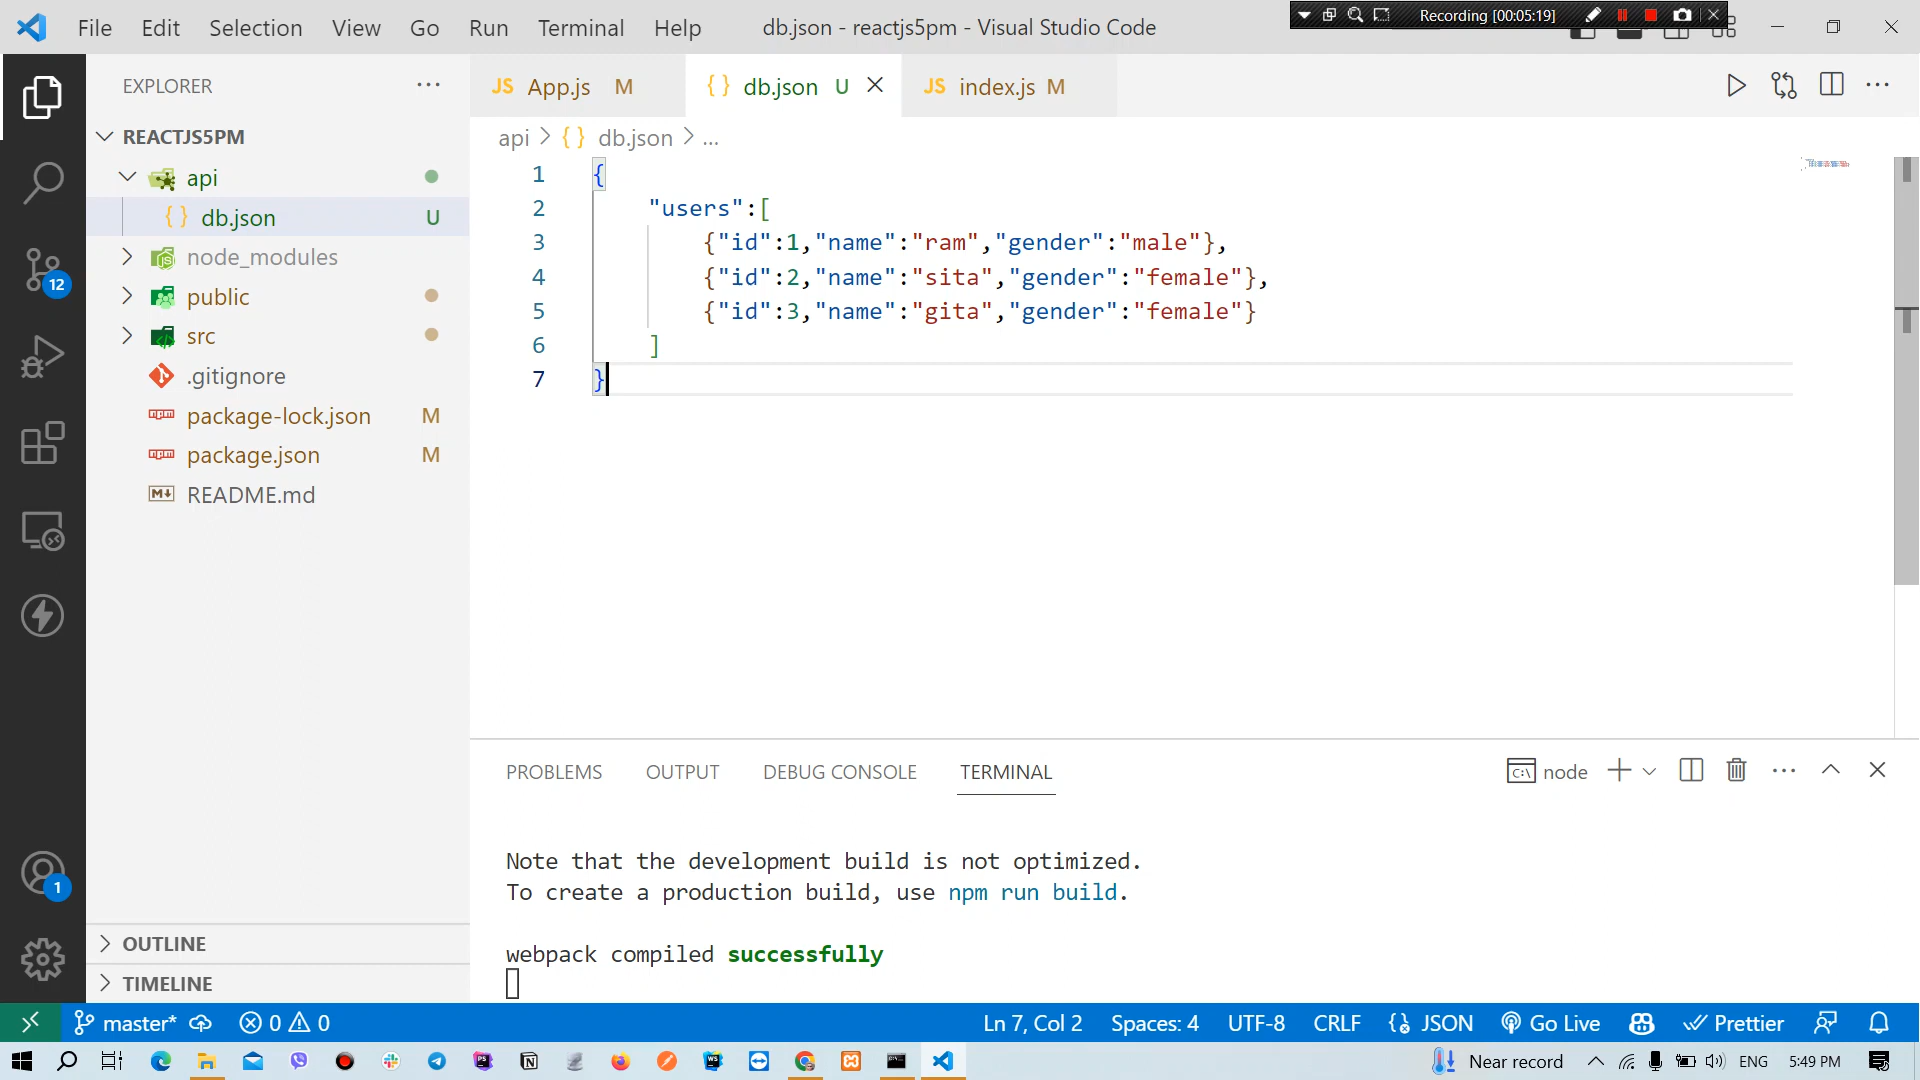 File Edit Selection View Go Run Terminal Help
db.json - reactjs5pm - Visual Studio Code
Recording [00:05:19]
EXPLORER
REACTJS5PM
api
db.json U
node_modules
public
src
.gitignore
package-lock.json M
package.json M
README.md
OUTLINE
TIMELINE
12
1
JS App.js M
{} db.json U
JS index.js M
api > {} db.json > ...
1 {
2 "users":[
3 {"id":1,"name":"ram","gender":"male"},
4 {"id":2,"name":"sita","gender":"female"},
5 {"id":3,"name":"gita","gender":"female"}
6 ]
7 }
PROBLEMS OUTPUT DEBUG CONSOLE TERMINAL
node
Note that the development build is not optimized.
To create a production build, use npm run build.
webpack compiled successfully
master* 0 0
Ln 7, Col 2 Spaces: 4 UTF-8 CRLF {} JSON Go Live Prettier
Near record ENG 5:49 PM